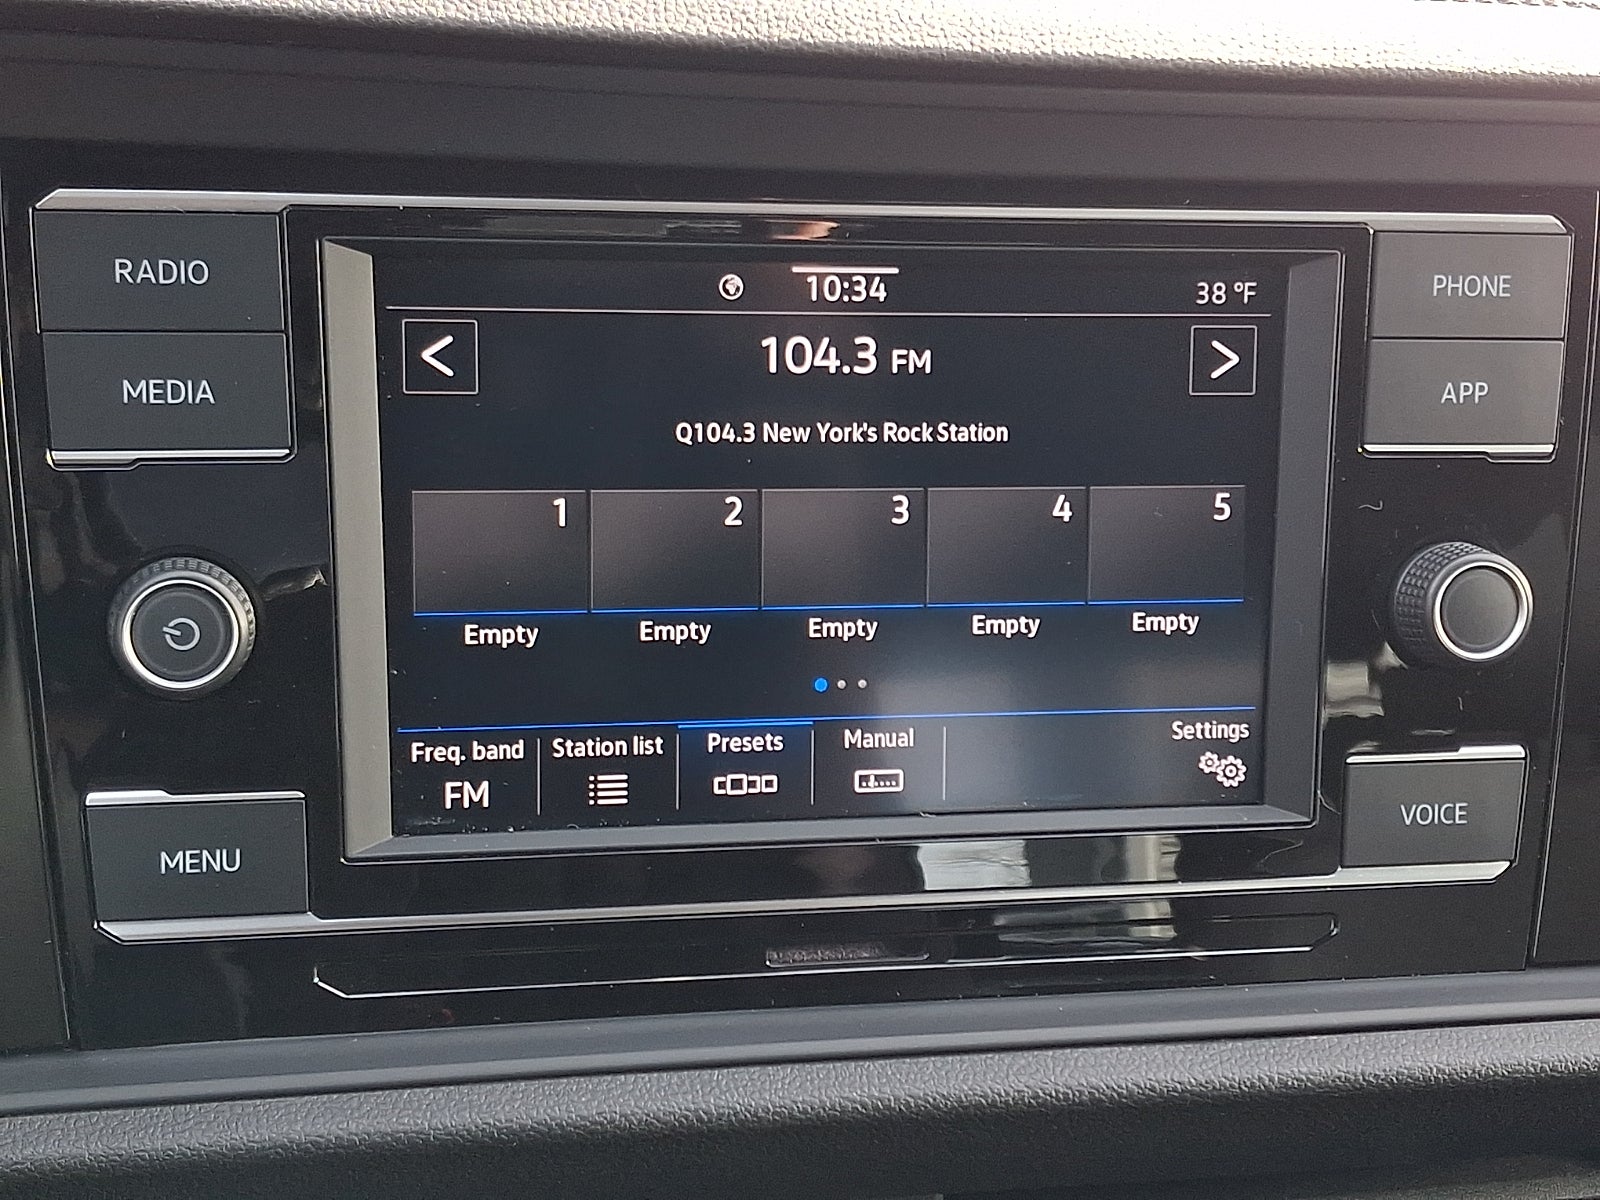 RADIO
MEDIA
MENU
10:34
38 °F
<
104.3 FM
>
Q104.3 New York's Rock Station
1
2
3
4
5
Empty
Empty
Empty
Empty
Empty
Freq. band
FM
Station list
Presets
Manual
Settings
PHONE
APP
VOICE